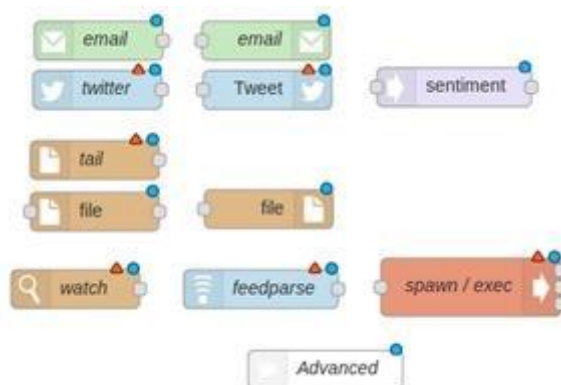 email email
twitter Tweet sentiment
tail
file file
watch feedparse spawn / exec
Advanced